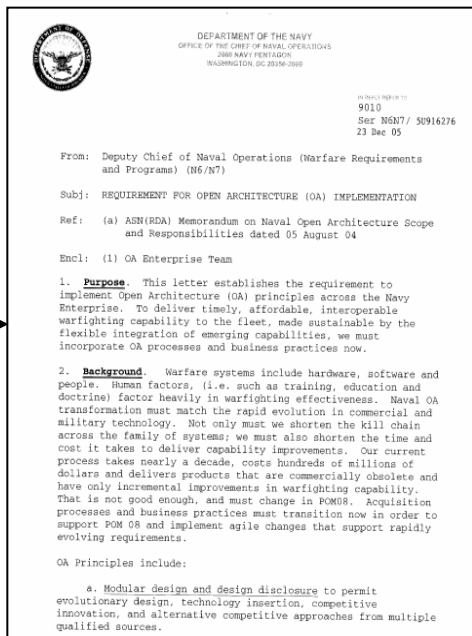 DEPARTMENT OF THE NAVY
OFFICE OF THE CHIEF OF NAVAL OPERATIONS
2000 NAVY PENTAGON
WASHINGTON, DC 20350-2000
IN REPLY REFER TO
9010
Ser N6N7/ 5U916276
23 Dec 05
From: Deputy Chief of Naval Operations (Warfare Requirements
and Programs) (N6/N7)
Subj: REQUIREMENT FOR OPEN ARCHITECTURE (OA) IMPLEMENTATION
Ref: (a) ASN(RDA) Memorandum on Naval Open Architecture Scope
and Responsibilities dated 05 August 04
Encl: (1) OA Enterprise Team
1. Purpose. This letter establishes the requirement to
implement Open Architecture (OA) principles across the Navy
Enterprise. To deliver timely, affordable, interoperable
warfighting capability to the fleet, made sustainable by the
flexible integration of emerging capabilities, we must
incorporate OA processes and business practices now.
2. Background. Warfare systems include hardware, software and
people. Human factors, (i.e. such as training, education and
doctrine) factor heavily in warfighting effectiveness. Naval OA
transformation must match the rapid evolution in commercial and
military technology. Not only must we shorten the kill chain
across the family of systems; we must also shorten the time and
cost it takes to deliver capability improvements. Our current
process takes nearly a decade, costs hundreds of millions of
dollars and delivers products that are commercially obsolete and
have only incremental improvements in warfighting capability.
That is not good enough, and must change in POM08. Acquisition
processes and business practices must transition now in order to
support POM 08 and implement agile changes that support rapidly
evolving requirements.
OA Principles include:
a. Modular design and design disclosure to permit
evolutionary design, technology insertion, competitive
innovation, and alternative competitive approaches from multiple
qualified sources.